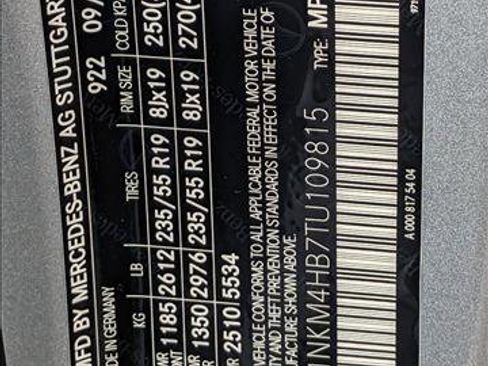 MFD BY MERCEDES-BENZ AG STUTTGAR
DE IN GERMANY 922 09/
KG LB TIRES RIM SIZE COLD KP
1185 2612 235/55 R19 8Jx19 250(
1350 2976 235/55 R19 8Jx19 270(
2510 5534
VEHICLE CONFORMS TO ALL APPLICABLE FEDERAL MOTOR VEHICLE
THEFT PREVENTION STANDARDS IN EFFECT ON THE DATE OF
FACTURE SHOWN ABOVE.
1NKM4HB7TU109815 MP
A 000 817 54 04